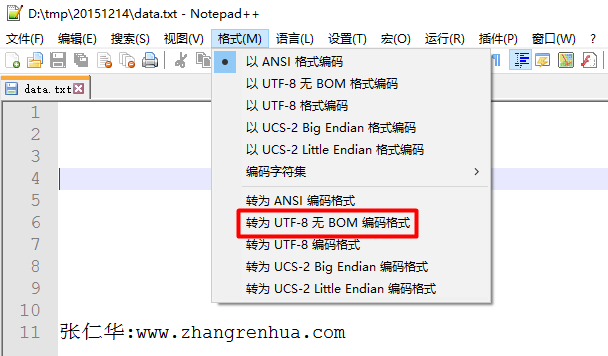 D:\tmp\20151214\data.txt - Notepad++
文件(F) 编辑(E) 搜索(S) 视图(V) 格式(M) 语言(L) 设置(T) 宏(O) 运行(R) 插件(P) 窗口(W) ?
data.txt
以 ANSI 格式编码
以 UTF-8 无 BOM 格式编码
以 UTF-8 格式编码
以 UCS-2 Big Endian 格式编码
以 UCS-2 Little Endian 格式编码
编码字符集
转为 ANSI 编码格式
转为 UTF-8 无 BOM 编码格式
转为 UTF-8 编码格式
转为 UCS-2 Big Endian 编码格式
转为 UCS-2 Little Endian 编码格式
1
2
3
4
5
6
7
8
9
10
11 张仁华:www.zhangrenhua.com